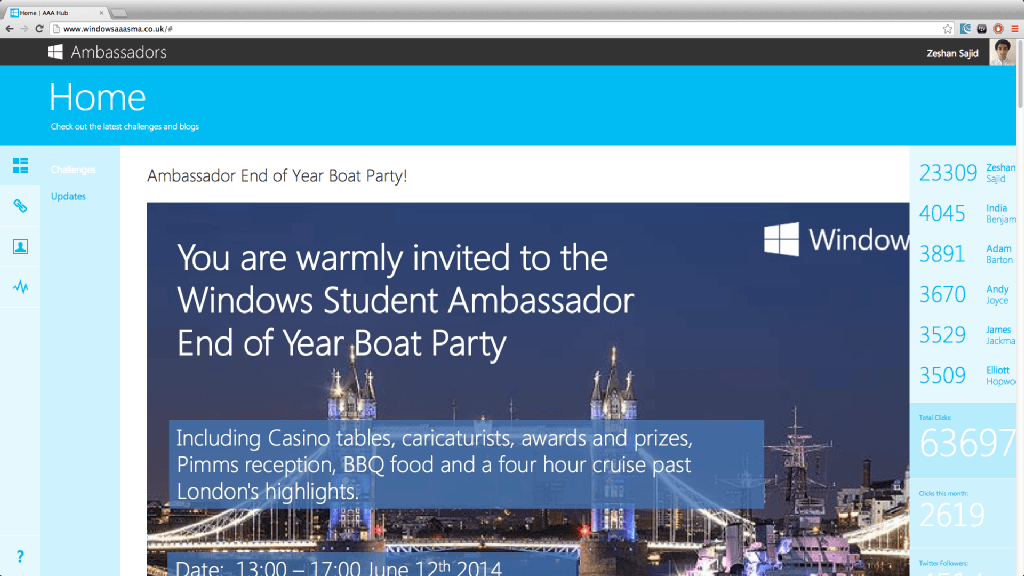 Home | AAA Hub
www.windowsaaasma.co.uk/#
Ambassadors
Zeshan Sajid
Home
Check out the latest challenges and blogs
Challenges
Updates
Ambassador End of Year Boat Party!
Window
You are warmly invited to the
Windows Student Ambassador
End of Year Boat Party
Including Casino tables, caricaturists, awards and prizes,
Pimms reception, BBQ food and a four hour cruise past
London's highlights.
Date: 13:00 – 17:00 June 12th 2014
23309 Zeshan
Sajid
4045 India
Benjam
3891 Adam
Barton
3670 Andy
Joyce
3529 James
Jackma
3509 Elliott
Hopwo
Total Clicks
63697
Clicks this month:
2619
Twitter Followers:
?